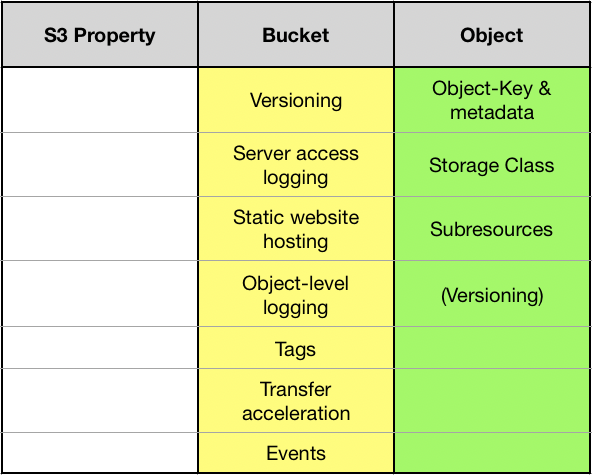 S3 Property Bucket Object
Versioning Object-Key &
metadata
Server access
logging Storage Class
Static website
hosting Subresources
Object-level
logging (Versioning)
Tags
Transfer
acceleration
Events